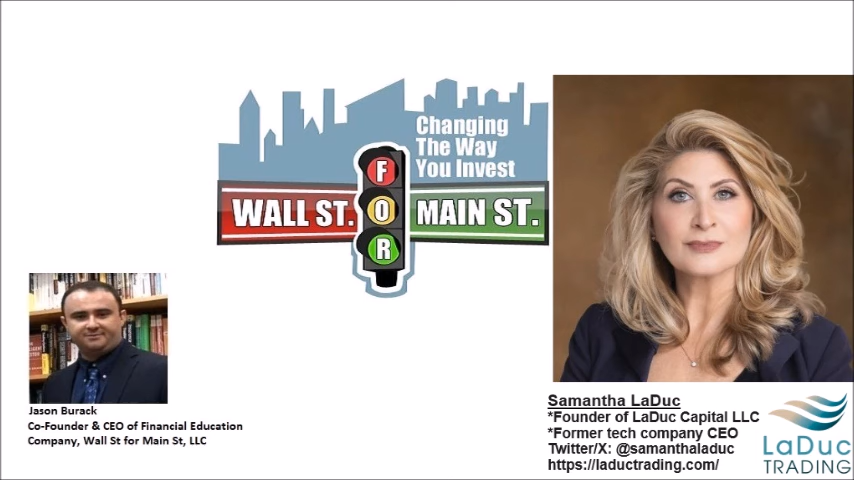 Changing
The Way
You Invest
WALL ST. FOR MAIN ST.
Jason Burack
Co-Founder & CEO of Financial Education
Company, Wall St for Main St, LLC
Samantha LaDuc
*Founder of LaDuc Capital LLC
*Former tech company CEO
Twitter/X: @samanthaladuc
https://laductrading.com/
LaDuc
TRADING